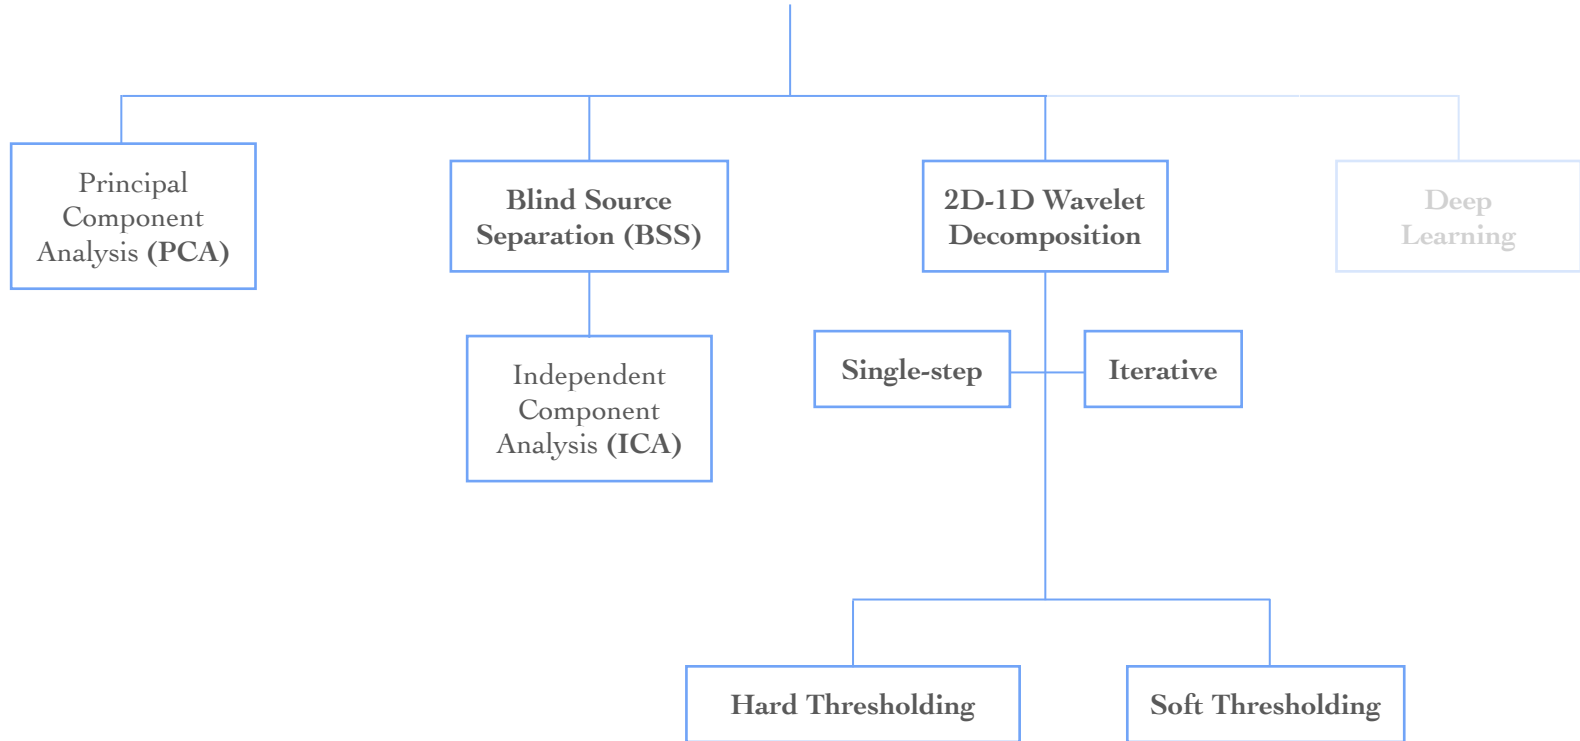 Principal
Component
Analysis (PCA)
Blind Source
Separation (BSS)
2D-1D Wavelet
Decomposition
Deep
Learning
Independent
Component
Analysis (ICA)
Single-step
Iterative
Hard Thresholding
Soft Thresholding